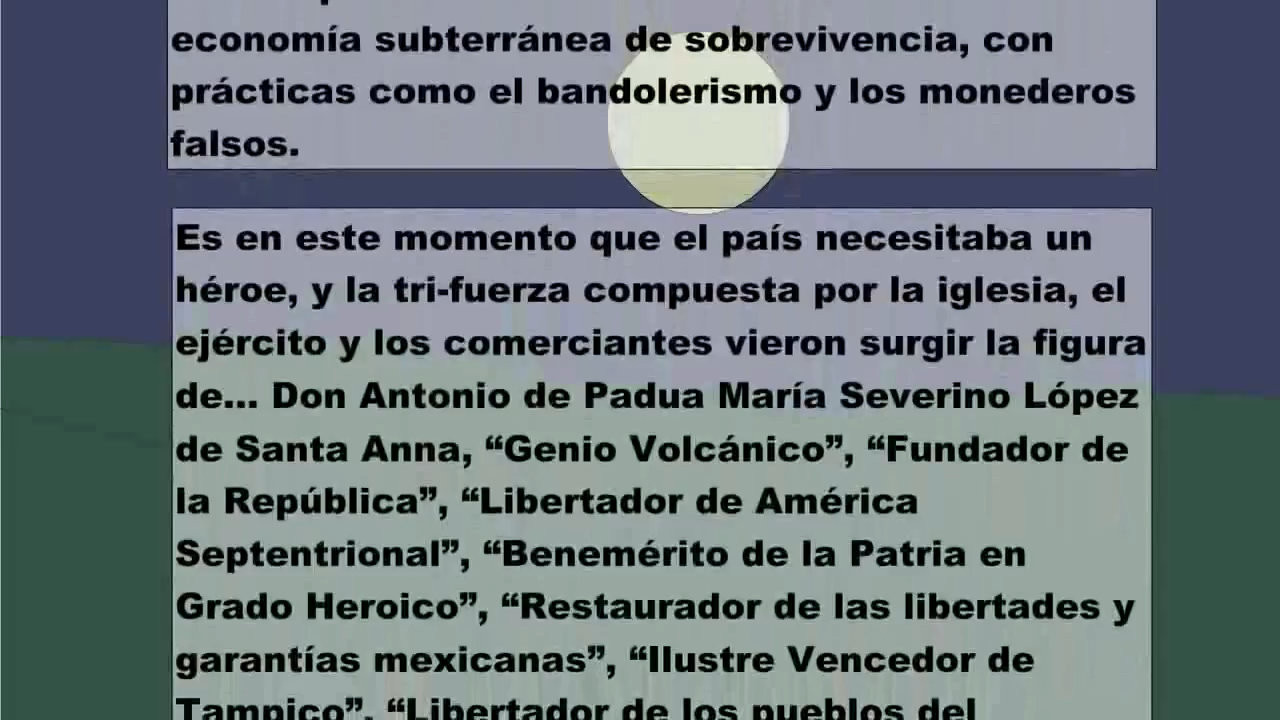 economía subterránea de sobrevivencia, con
prácticas como el bandolerismo y los monederos
falsos.
Es en este momento que el país necesitaba un
héroe, y la tri-fuerza compuesta por la iglesia, el
ejército y los comerciantes vieron surgir la figura
de... Don Antonio de Padua María Severino López
de Santa Anna, “Genio Volcánico”, “Fundador de
la República”, “Libertador de América
Septentrional”, “Benemérito de la Patria en
Grado Heroico”, “Restaurador de las libertades y
garantías mexicanas”, “Ilustre Vencedor de
Tampico”, “Libertador de los pueblos del